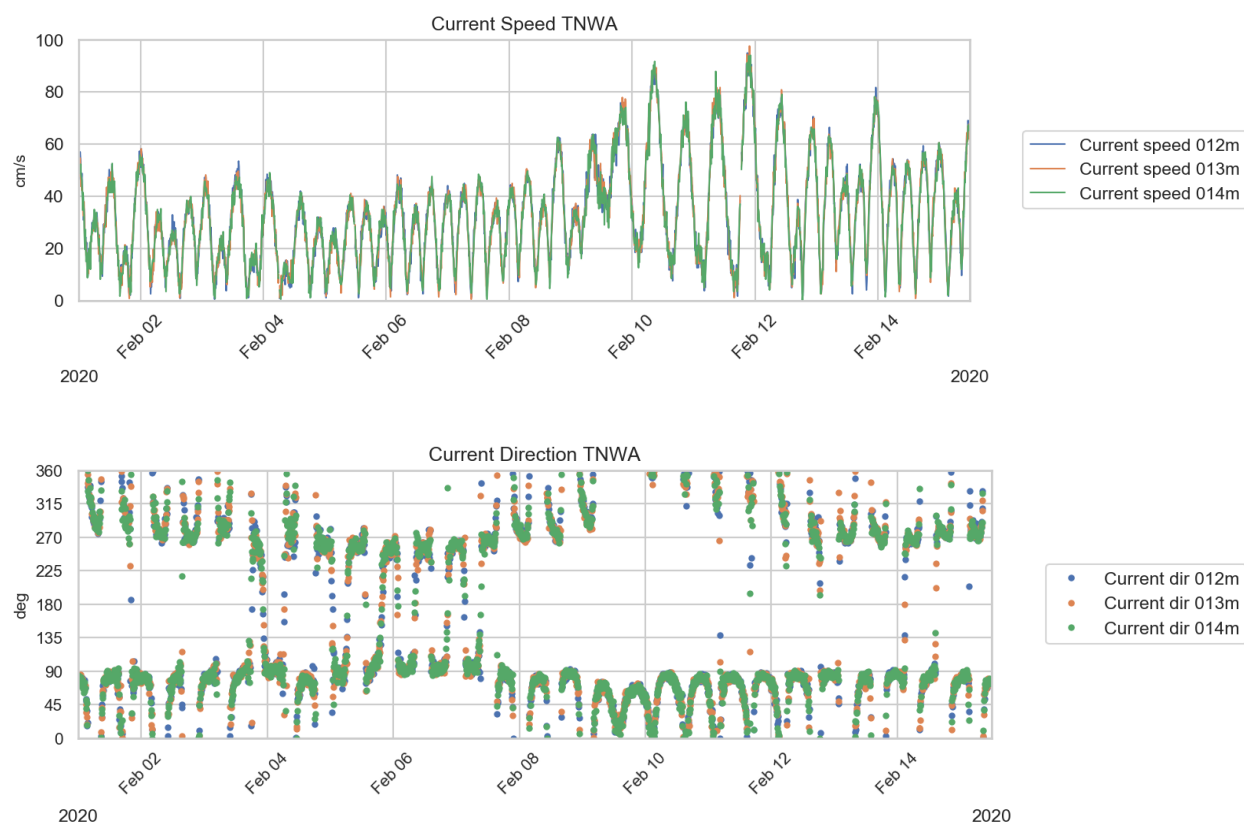 Current Speed TNWA
100
80
60
40
20
0
cm/s
Feb 02
Feb 04
Feb 06
Feb 08
Feb 10
Feb 12
Feb 14
2020
2020
Current speed 012m
Current speed 013m
Current speed 014m
Current Direction TNWA
360
315
270
225
180
135
90
45
0
deg
Feb 02
Feb 04
Feb 06
Feb 08
Feb 10
Feb 12
Feb 14
2020
2020
Current dir 012m
Current dir 013m
Current dir 014m